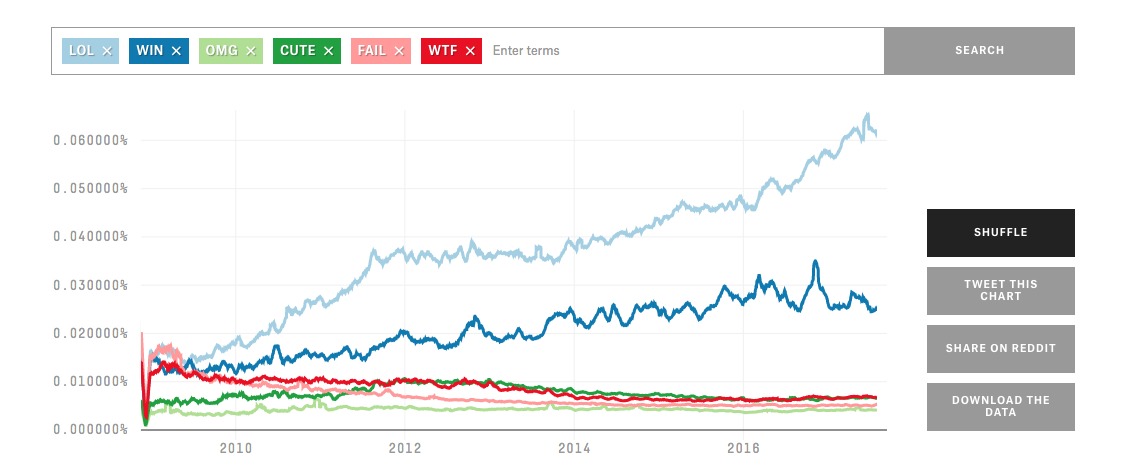 LOL × WIN × OMG × CUTE × FAIL × WTF × Enter terms SEARCH
0.060000%
0.050000%
0.040000%
0.030000%
0.020000%
0.010000%
0.000000%
2010 2012 2014 2016
SHUFFLE
TWEET THIS
CHART
SHARE ON REDDIT
DOWNLOAD THE
DATA